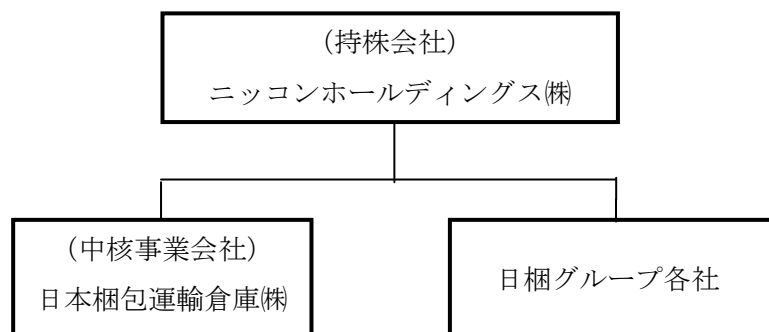 (持株会社)
ニッコンホールディングス㈱
(中核事業会社)
日本梱包運輸倉庫㈱
日梱グループ各社